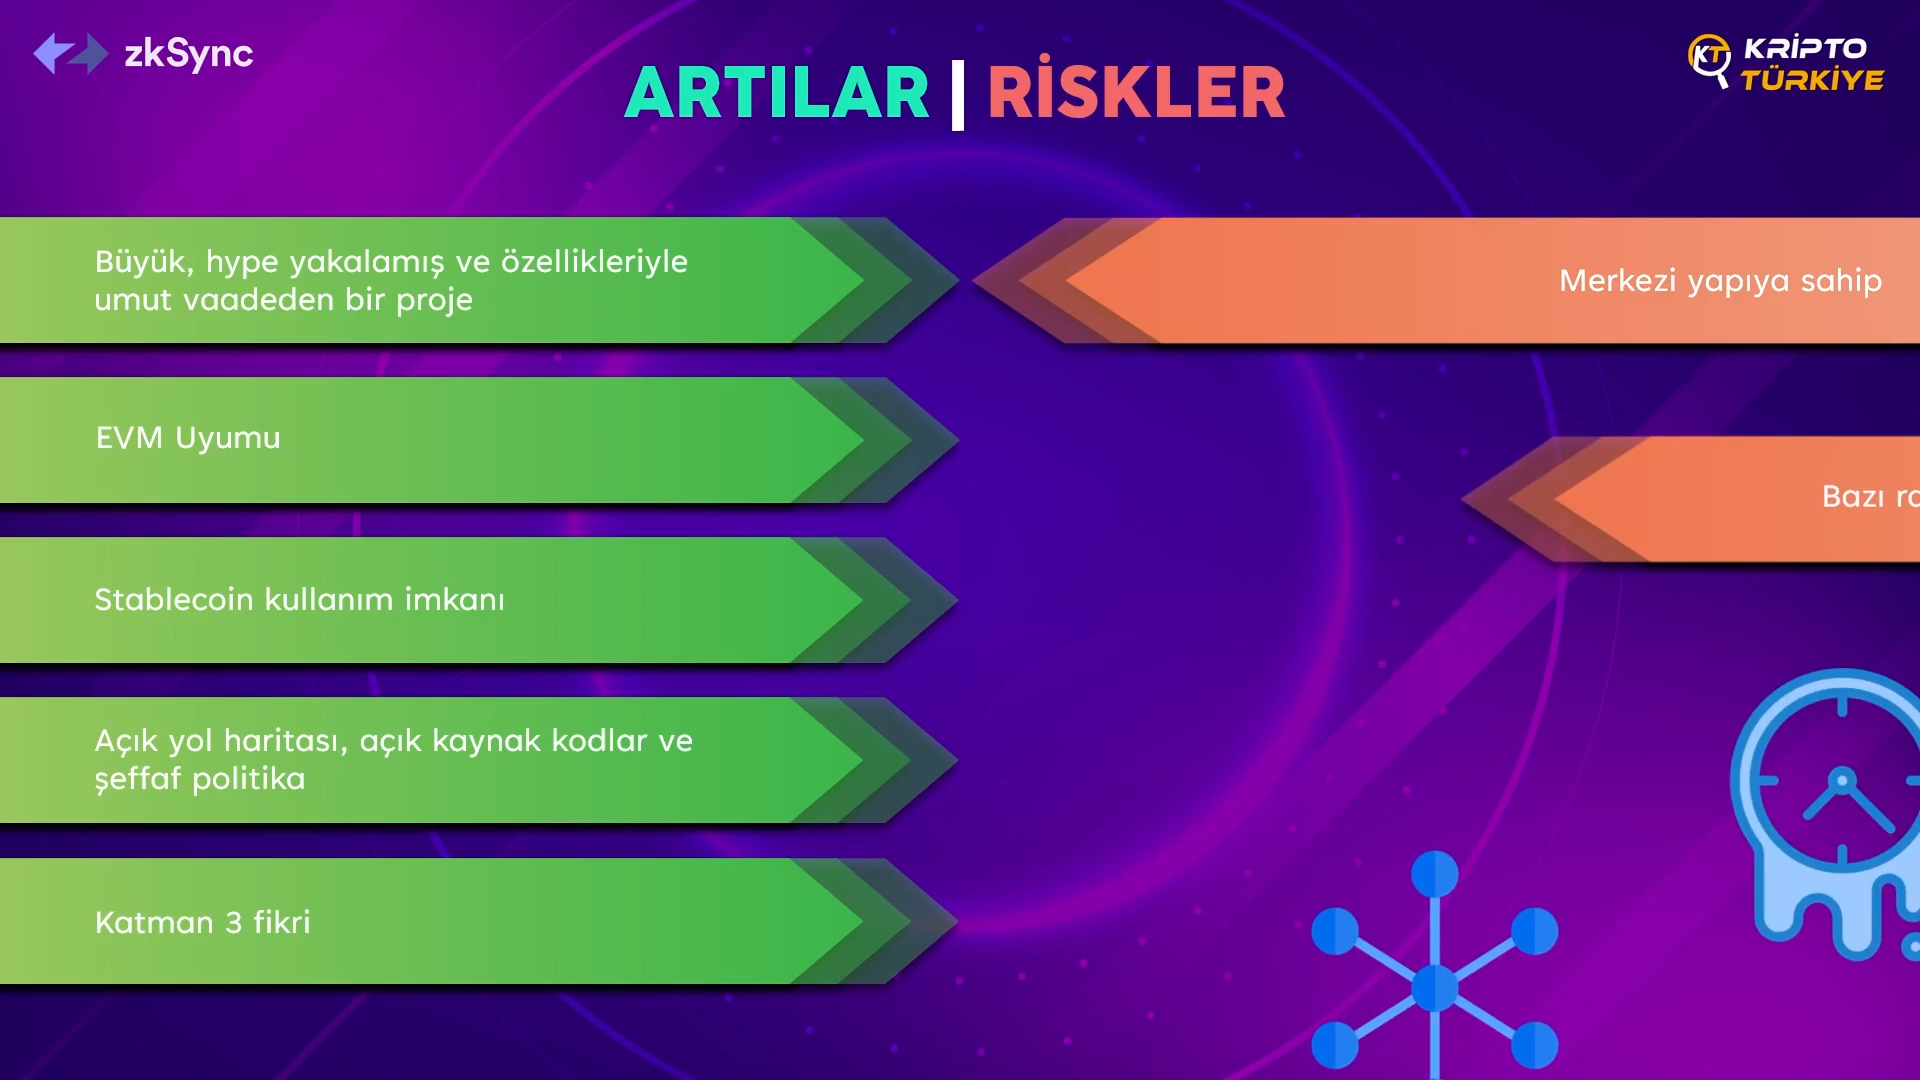 zkSync
ARTILAR | RİSKLER
KRİPTO
TÜRKİYE
Büyük, hype yakalamış ve özellikleriyle
umut vaadeden bir proje
EVM Uyumu
Stablecoin kullanım imkanı
Açık yol haritası, açık kaynak kodlar ve
şeffaf politika
Katman 3 fikri
Merkezi yapıya sahip
Bazı